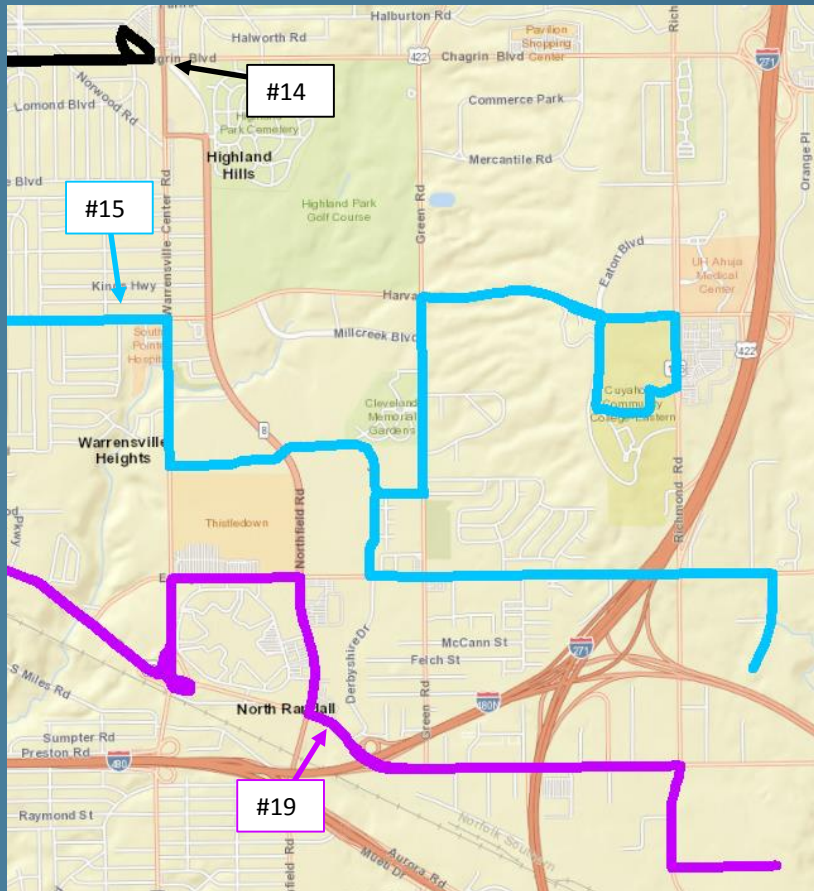 Halburton Rd
Halworth Rd
Pavilion
Shopping
Center
Chagrin Blvd
422
Chagrin Blvd
271
#14
Norwood Rd
Lomond Blvd
Commerce Park
Park Cemetery
Highland
Hills
Mercantile Rd
Orange Pl
Blvd
#15
Warrensville Center Rd
Highland Park
Golf Course
Green Rd
Eaton Blvd
UH Ahuja
Medical
Center
Hwy
Millcreek Blvd
South
Pointe
422
Cleveland
Memorial
Gardens
Community
College Eastern
Warrensville
Heights
8
Thistledown
Northfield Rd
Richmond Rd
Pkwy
Derbyshire Dr
McCann St
Felch St
271
S Miles Rd
480N
Green Rd
North Randall
Sumpter Rd
Preston Rd
480
#19
Raymond St
Norfolk Southern
Aurora Rd